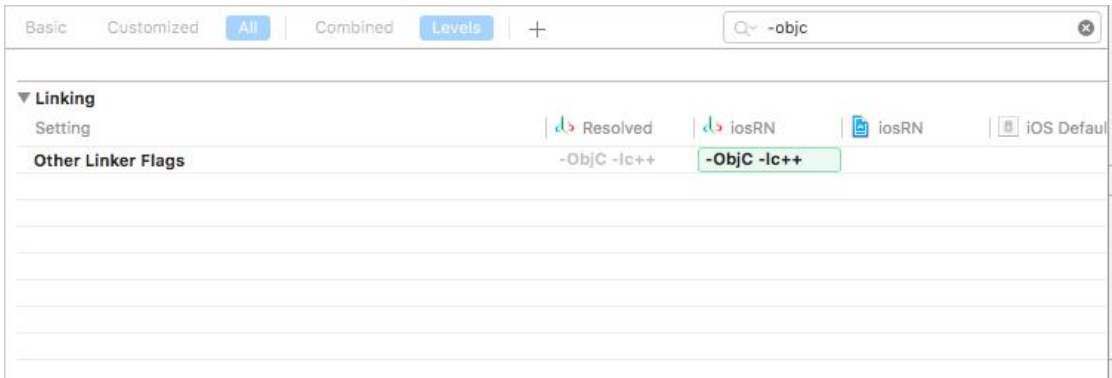 Basic Customized All Combined Levels + -objc
Linking
Setting Resolved iosRN iosRN iOS Defaul
Other Linker Flags -ObjC -lc++ -ObjC -lc++